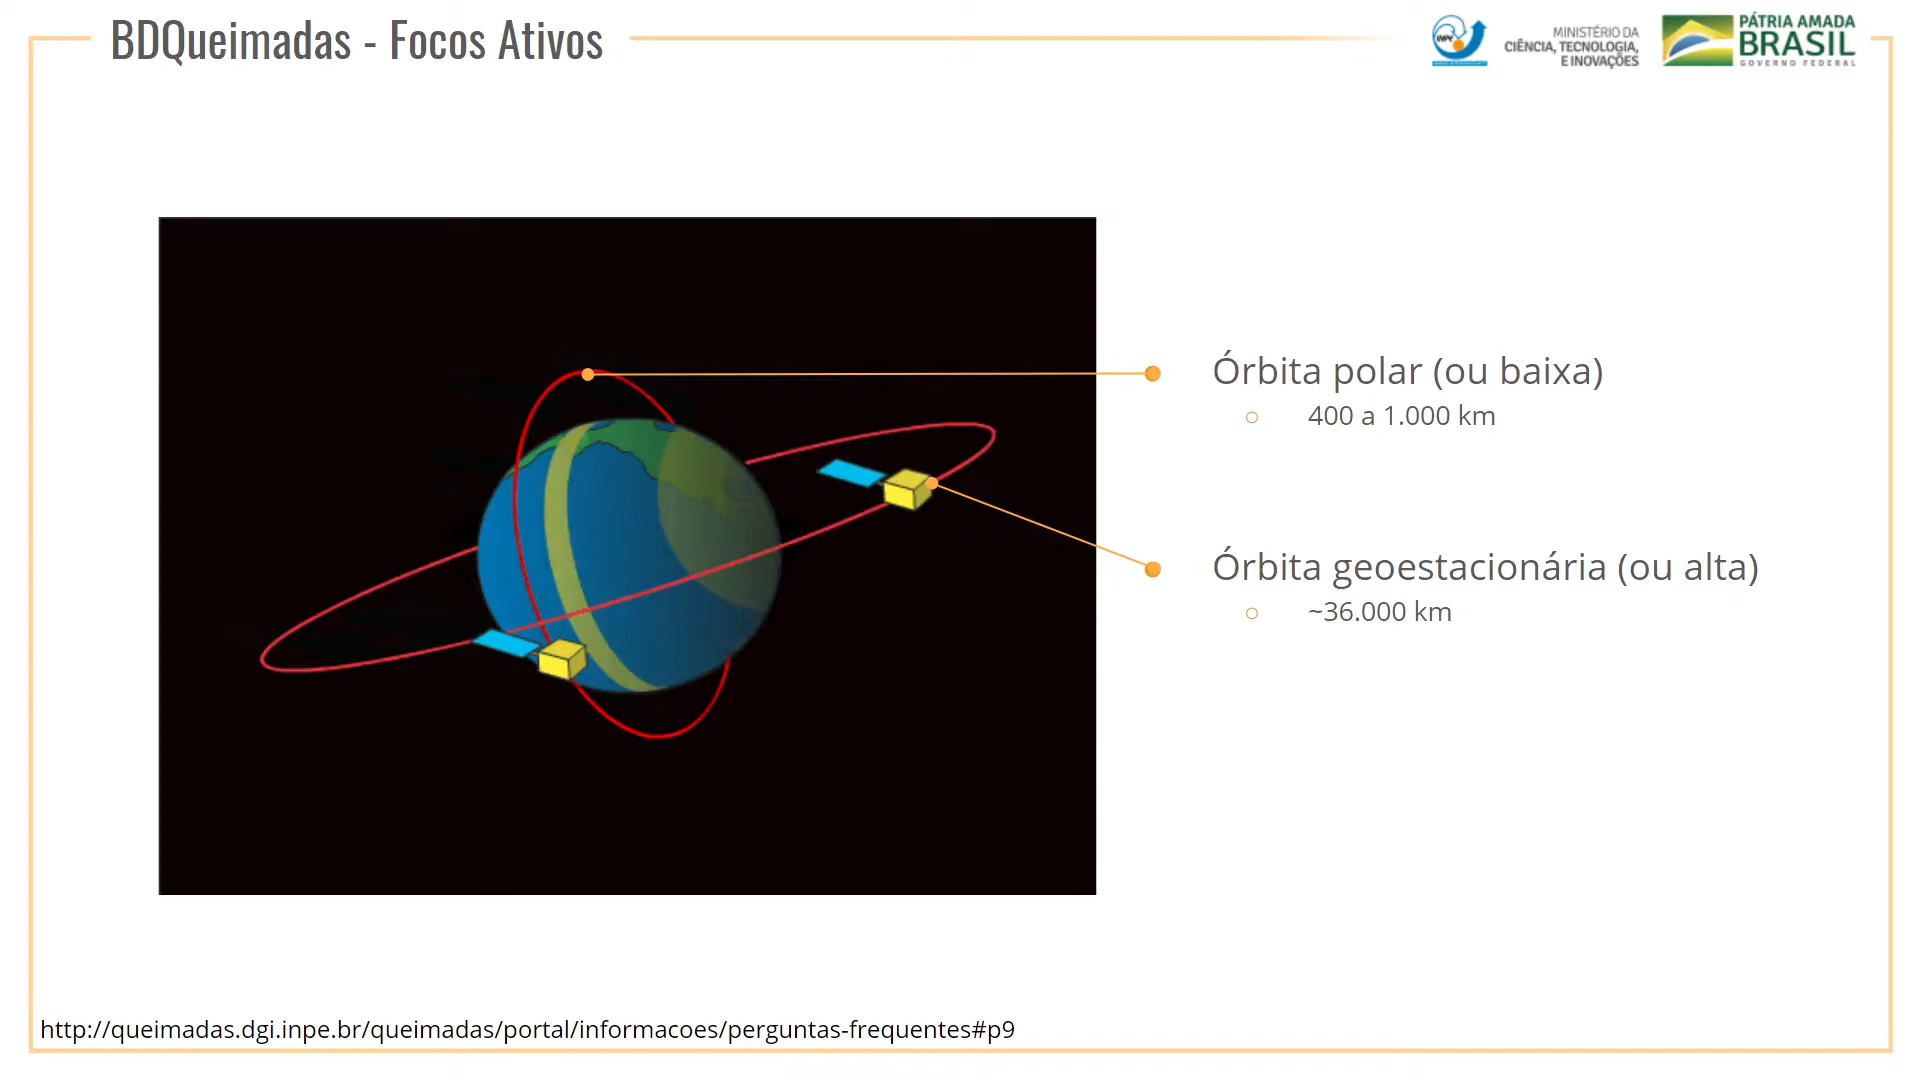 BDQueimadas - Focos Ativos
INPE
MINISTÉRIO DA
CIÊNCIA, TECNOLOGIA,
E INOVAÇÕES
PÁTRIA AMADA
BRASIL
GOVERNO FEDERAL
Órbita polar (ou baixa)
400 a 1.000 km
Órbita geoestacionária (ou alta)
~36.000 km
http://queimadas.dgi.inpe.br/queimadas/portal/informacoes/perguntas-frequentes#p9